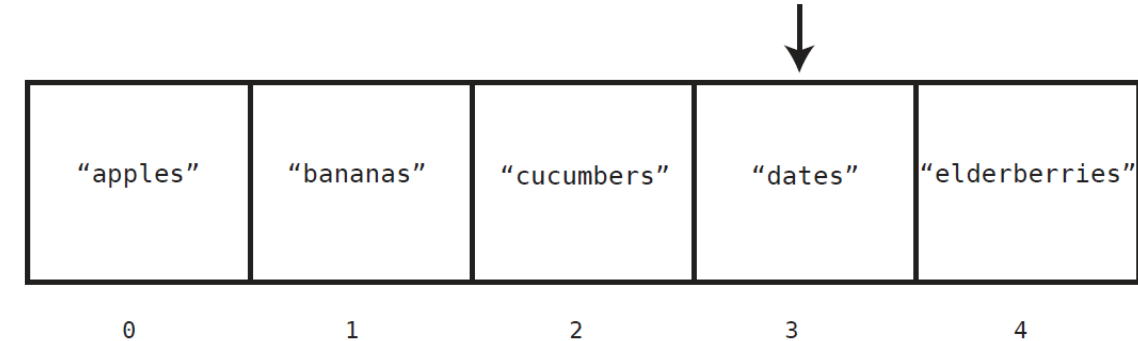 “apples” “bananas” “cucumbers” “dates” “elderberries”
0 1 2 3 4